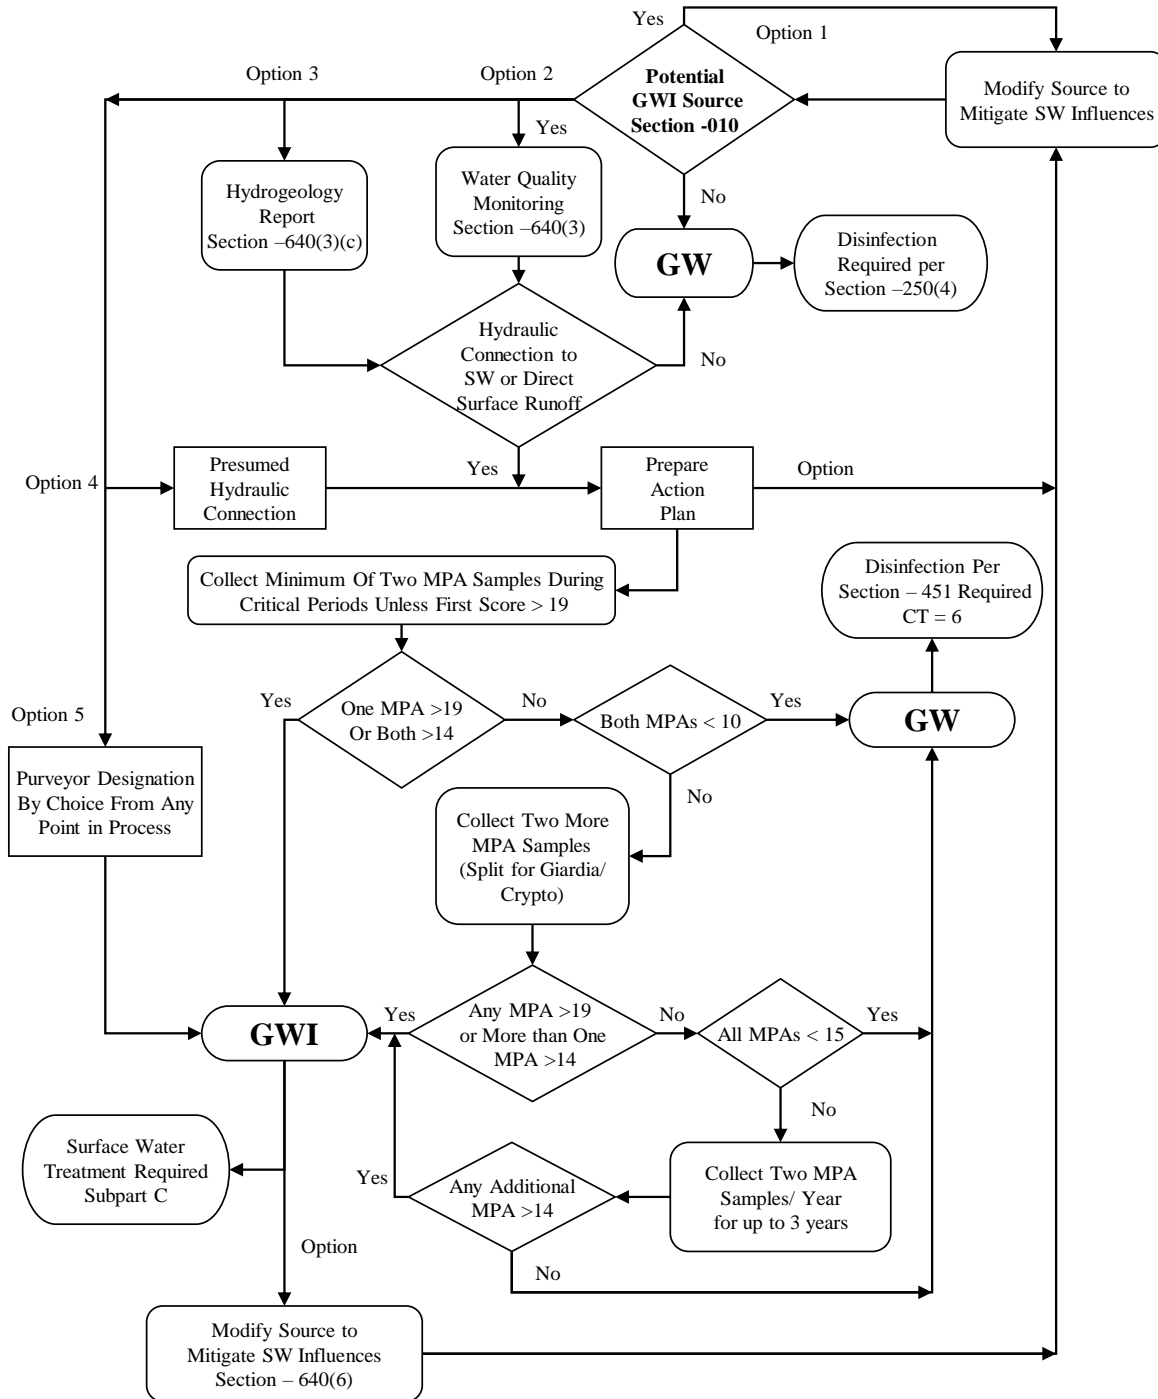 Yes
Option 1
Option 3
Option 2
Potential
GWI Source
Section -010
Modify Source to
Mitigate SW Influences
Yes
Hydrogeology
Report
Section –640(3)(c)
Water Quality
Monitoring
Section –640(3)
No
GW
Disinfection
Required per
Section –250(4)
Hydraulic
Connection to
SW or Direct
Surface Runoff
No
Option 4
Presumed
Hydraulic
Connection
Yes
Prepare
Action
Plan
Option
Collect Minimum Of Two MPA Samples During
Critical Periods Unless First Score > 19
Disinfection Per
Section – 451 Required
CT = 6
Yes
One MPA >19
Or Both >14
No
Both MPAs < 10
Yes
GW
Option 5
Purveyor Designation
By Choice From Any
Point in Process
No
Collect Two More
MPA Samples
(Split for Giardia/
Crypto)
GWI
Yes
Any MPA >19
or More than One
MPA >14
No
All MPAs < 15
Yes
No
Surface Water
Treatment Required
Subpart C
Yes
Any Additional
MPA >14
Collect Two MPA
Samples/ Year
for up to 3 years
Option
No
Modify Source to
Mitigate SW Influences
Section – 640(6)